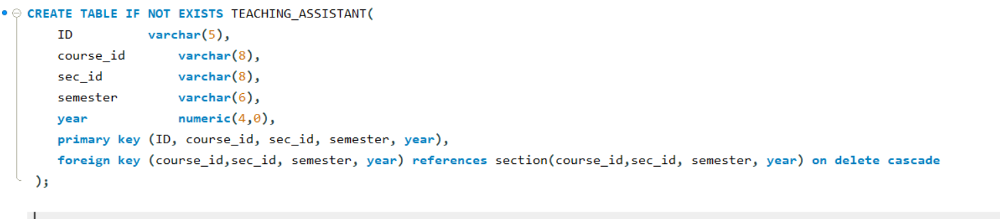 CREATE TABLE IF NOT EXISTS TEACHING_ASSISTANT(
ID varchar(5),
course_id varchar(8),
sec_id varchar(8),
semester varchar(6),
year numeric(4,0),
primary key (ID, course_id, sec_id, semester, year),
foreign key (course_id,sec_id, semester, year) references section(course_id,sec_id, semester, year) on delete cascade
);